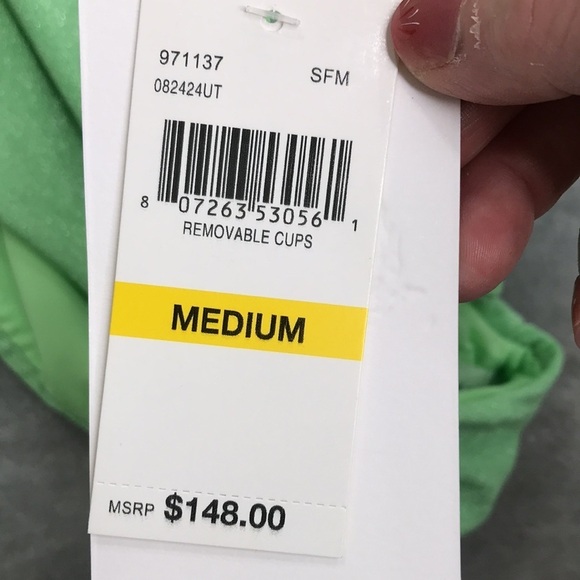 971137 SFM
082424UT
8 07263 53056 1
REMOVABLE CUPS
MEDIUM
MSRP $148.00